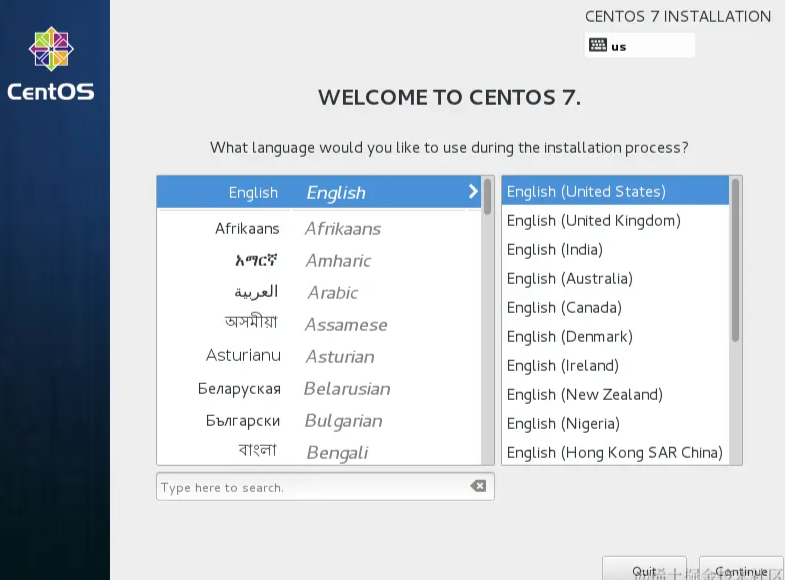 CENTOS 7 INSTALLATION
us
CentOS
WELCOME TO CENTOS 7.
What language would you like to use during the installation process?
English English
Afrikaans Afrikaans
አማርኛ Amharic
العربية Arabic
অসমীয়া Assamese
Asturianu Asturian
Беларуская Belarusian
Български Bulgarian
বাংলা Bengali
English (United States)
English (United Kingdom)
English (India)
English (Australia)
English (Canada)
English (Denmark)
English (Ireland)
English (New Zealand)
English (Nigeria)
English (Hong Kong SAR China)
Type here to search.
Quit
Continue